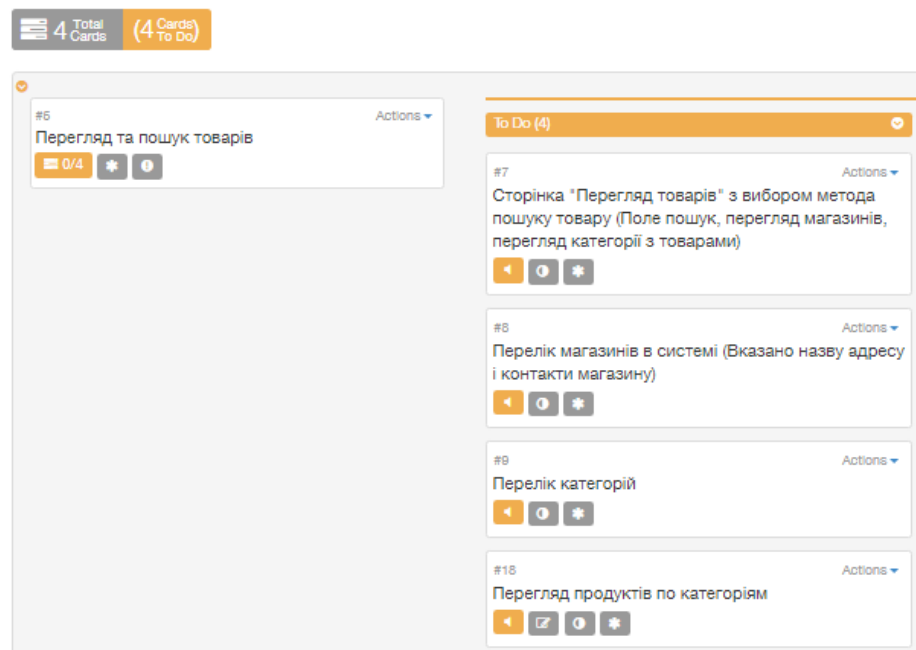 4 Total Cards (4 Cards To Do)
#6 Actions
Перегляд та пошук товарів
0/4
To Do (4)
#7 Actions
Сторінка "Перегляд товарів" з вибором метода
пошуку товару (Поле пошук, перегляд магазинів,
перегляд категорії з товарами)
#8 Actions
Перелік магазинів в системі (Вказано назву адресу
і контакти магазину)
#9 Actions
Перелік категорій
#18 Actions
Перегляд продуктів по категоріям